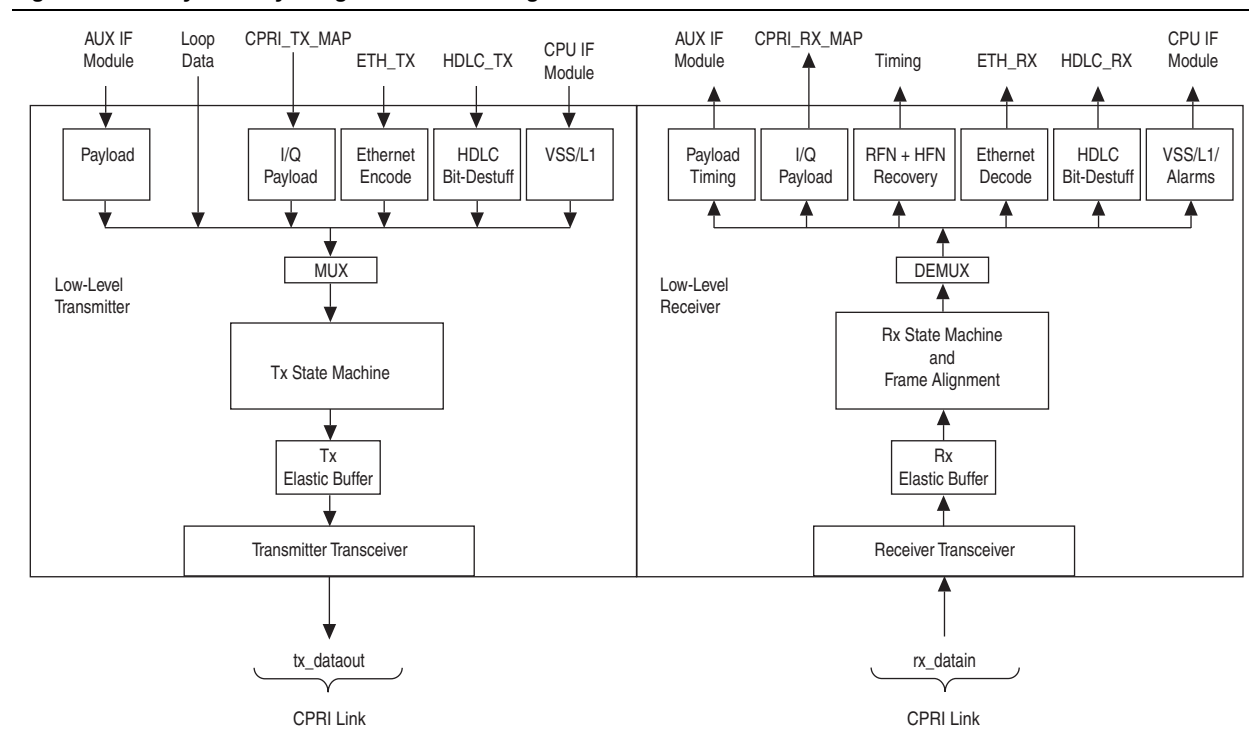 AUX IF
Module
Loop
Data
CPRI_TX_MAP
ETH_TX
HDLC_TX
CPU IF
Module
AUX IF
Module
CPRI_RX_MAP
Timing
ETH_RX
HDLC_RX
CPU IF
Module
Payload
I/Q
Payload
Ethernet
Encode
HDLC
Bit-Destuff
VSS/L1
Payload
Timing
I/Q
Payload
RFN + HFN
Recovery
Ethernet
Decode
HDLC
Bit-Destuff
VSS/L1/
Alarms
MUX
DEMUX
Low-Level
Transmitter
Low-Level
Receiver
Tx State Machine
Rx State Machine
and
Frame Alignment
Tx
Elastic Buffer
Rx
Elastic Buffer
Transmitter Transceiver
Receiver Transceiver
tx_dataout
rx_datain
CPRI Link
CPRI Link